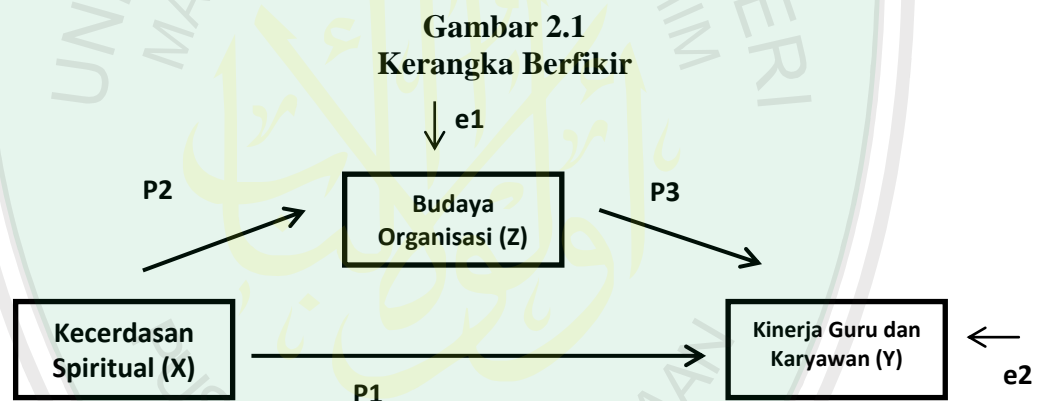 Gambar 2.1
Kerangka Berfikir
e1
P2
Budaya
Organisasi (Z)
P3
Kecerdasan
Spiritual (X)
P1
Kinerja Guru dan
Karyawan (Y)
e2